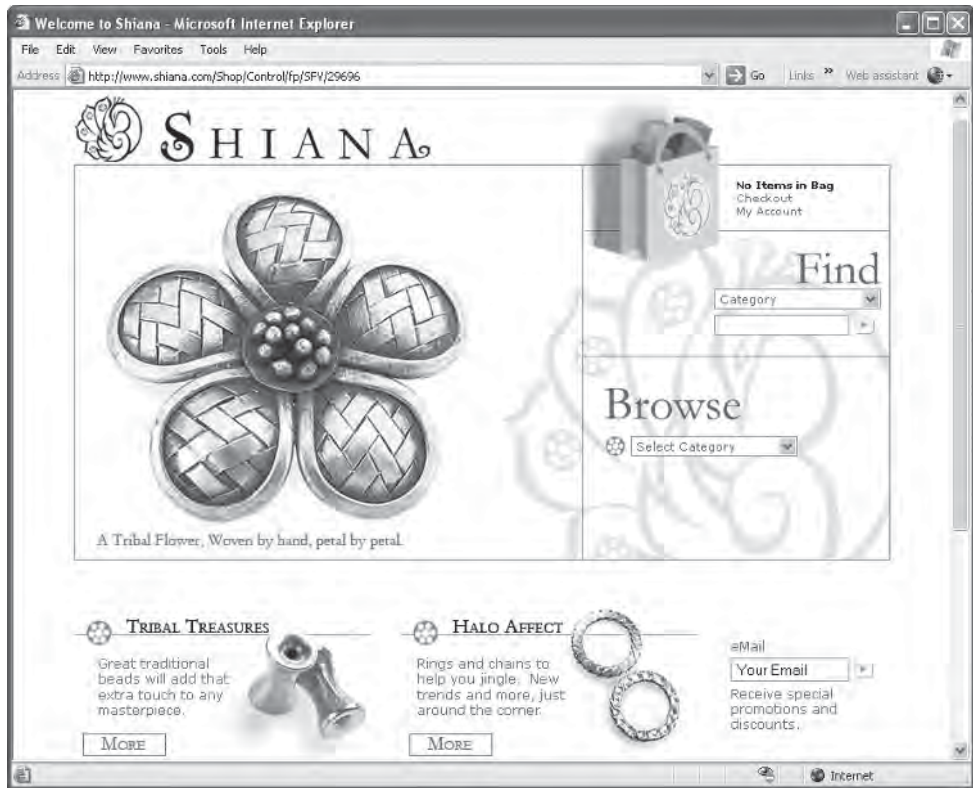 Welcome to Shiana - Microsoft Internet Explorer
File Edit View Favorites Tools Help
Address http://www.shiana.com/Shop/Control/fp/SFV/29696 Go Links » Web assistant
SHIANA
No Items in Bag
Checkout
My Account
Find
Category
Browse
Select Category
A Tribal Flower, Woven by hand, petal by petal.
TRIBAL TREASURES
Great traditional
beads will add that
extra touch to any
masterpiece.
MORE
HALO AFFECT
Rings and chains to
help you jingle. New
trends and more, just
around the corner.
MORE
eMail
Your Email
Receive special
promotions and
discounts.
Internet